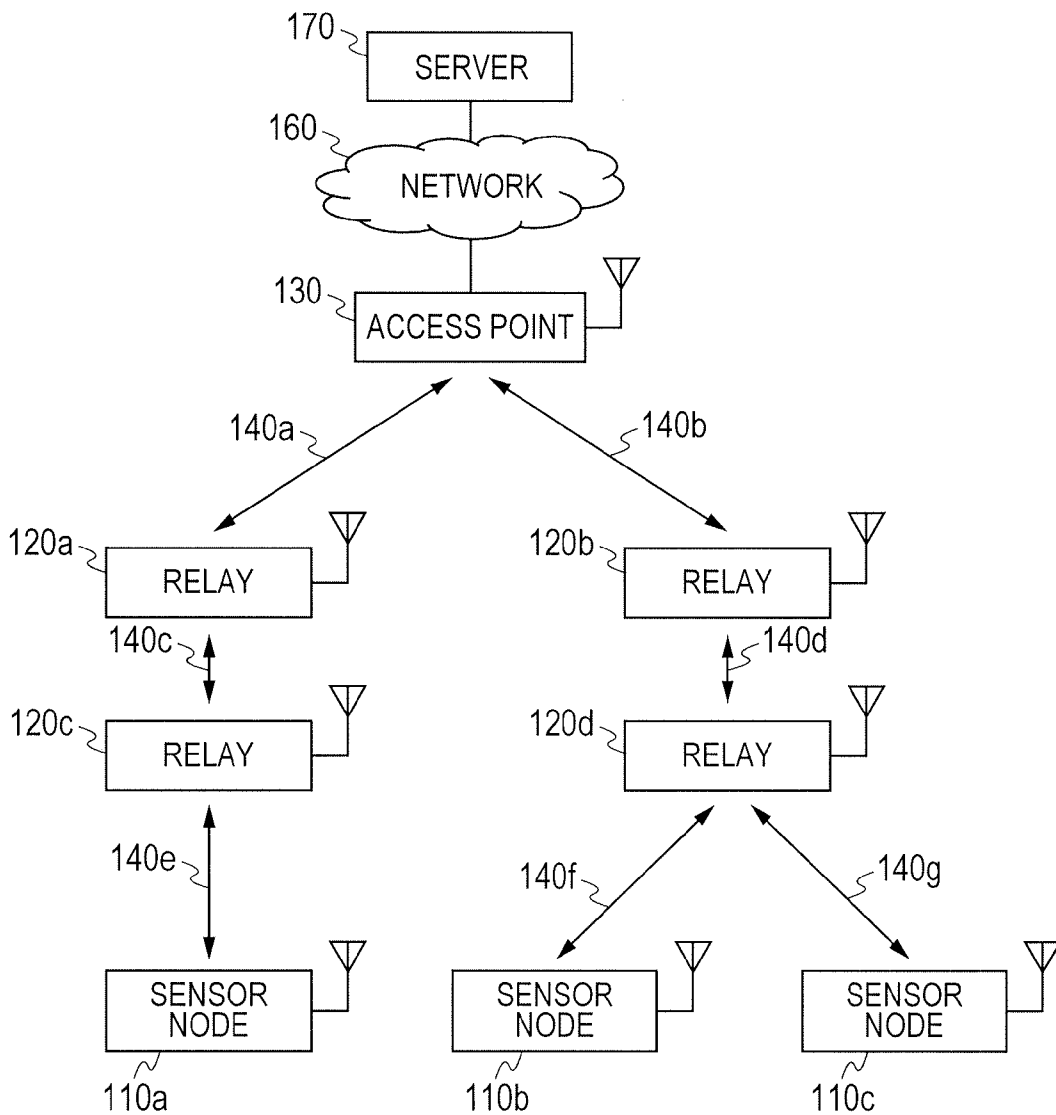 170
SERVER
160
NETWORK
130
ACCESS POINT
140a
140b
120a
RELAY
120b
RELAY
140c
140d
120c
RELAY
120d
RELAY
140e
140f
140g
SENSOR
NODE
SENSOR
NODE
SENSOR
NODE
110a
110b
110c